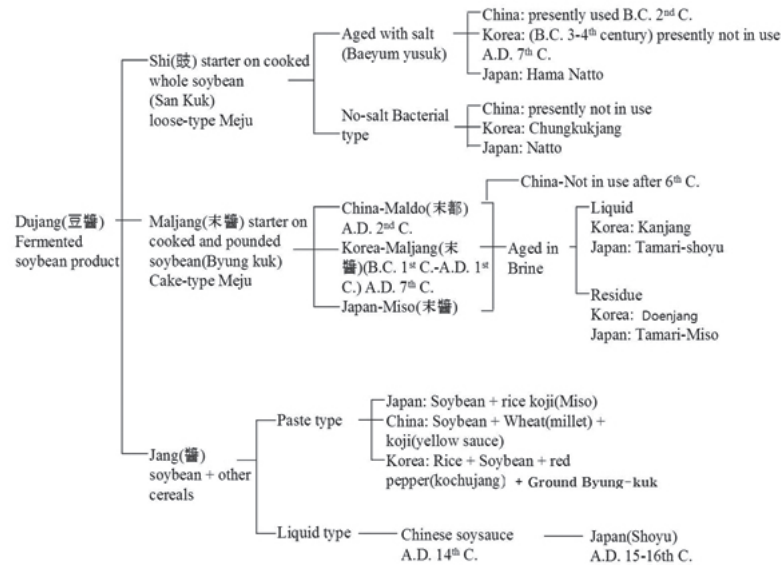 Dujang(豆醬)
Fermented
soybean product
Shi(豉) starter on cooked
whole soybean
(San Kuk)
loose-type Meju
Aged with salt
(Baeyum yusuk)
China: presently used B.C. 2nd C.
Korea: (B.C. 3-4th century) presently not in use
A.D. 7th C.
Japan: Hama Natto
No-salt Bacterial
type
China: presently not in use
Korea: Chungkukjang
Japan: Natto
Maljang(末醬) starter on
cooked and pounded
soybean(Byung kuk)
Cake-type Meju
China-Maldo(末都)
A.D. 2nd C.
Korea-Maljang(末
醬)(B.C. 1st C.-A.D. 1st
C.) A.D. 7th C.
Japan-Miso(末醬)
China-Not in use after 6th C.
Aged in
Brine
Liquid
Korea: Kanjang
Japan: Tamari-shoyu
Residue
Korea: Doenjang
Japan: Tamari-Miso
Jang(醬)
soybean + other
cereals
Paste type
Japan: Soybean + rice koji(Miso)
China: Soybean + Wheat(millet) +
koji(yellow sauce)
Korea: Rice + Soybean + red
pepper(kochujang) + Ground Byung-kuk
Liquid type
Chinese soysauce
A.D. 14th C.
Japan(Shoyu)
A.D. 15-16th C.